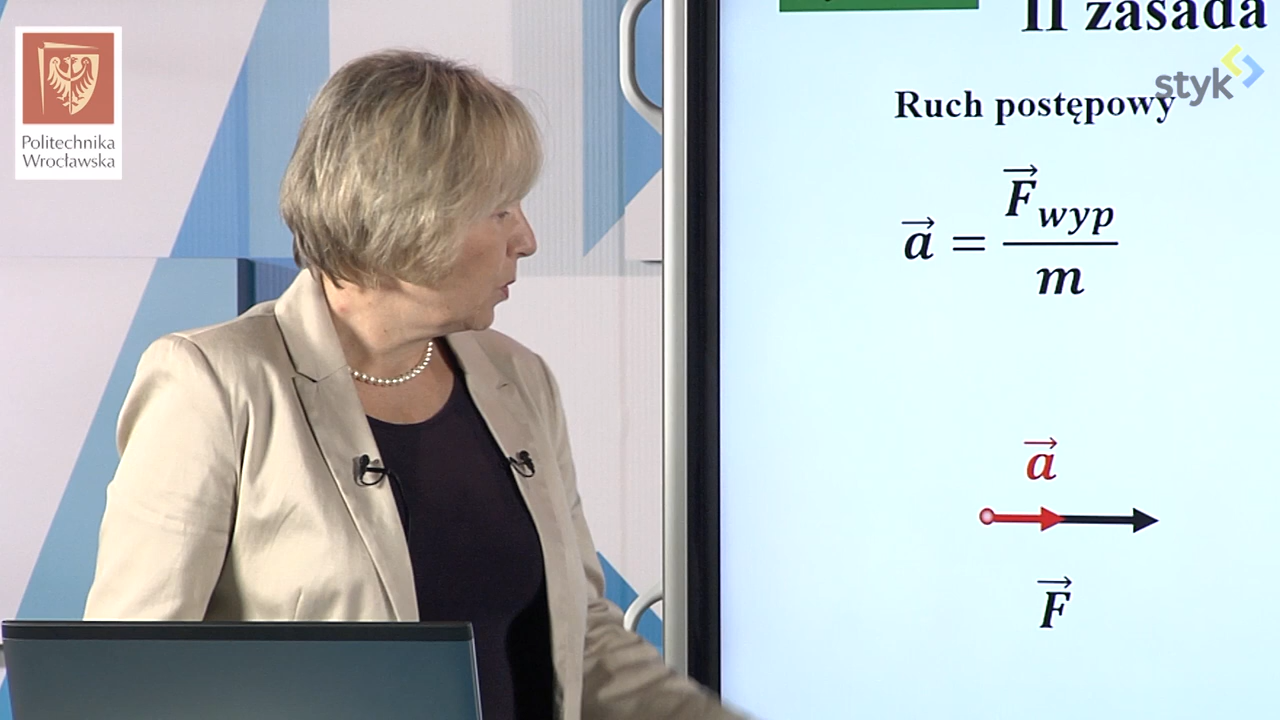 Politechnika
Wrocławska
II zasada
styk
Ruch postępowy
a⃗ = F⃗wyp / m
a⃗
F⃗